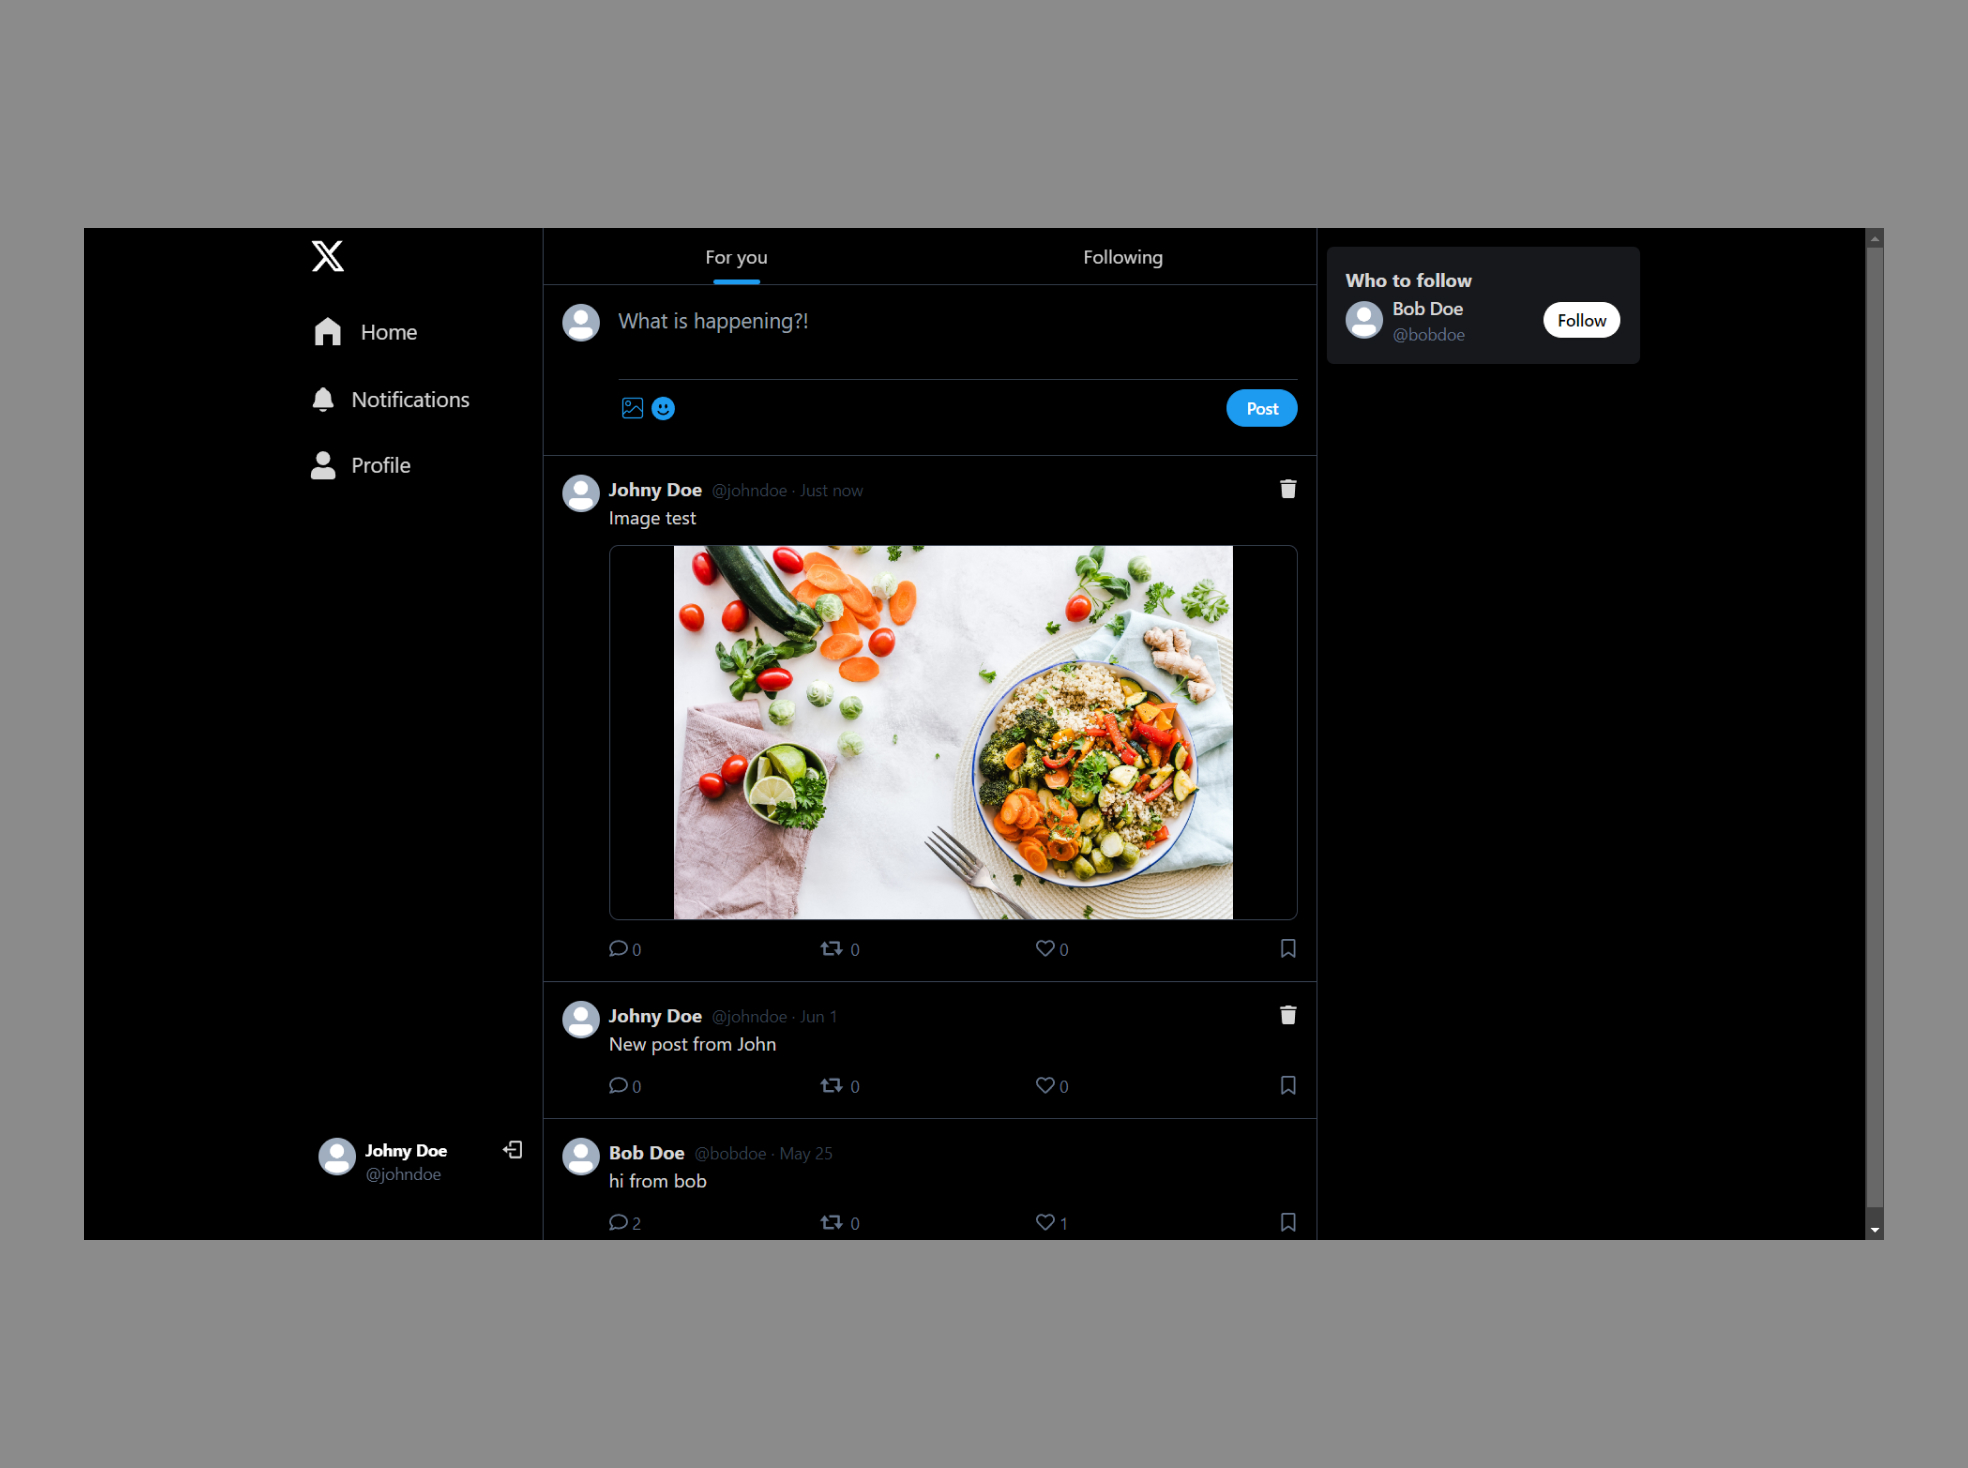 Home
Notifications
Profile
Johny Doe
@johndoe
For you
Following
What is happening?!
Post
Johny Doe @johndoe · Just now
Image test
0
0
0
Johny Doe @johndoe · Jun 1
New post from John
0
0
0
Bob Doe @bobdoe · May 25
hi from bob
2
0
1
Who to follow
Bob Doe
@bobdoe
Follow